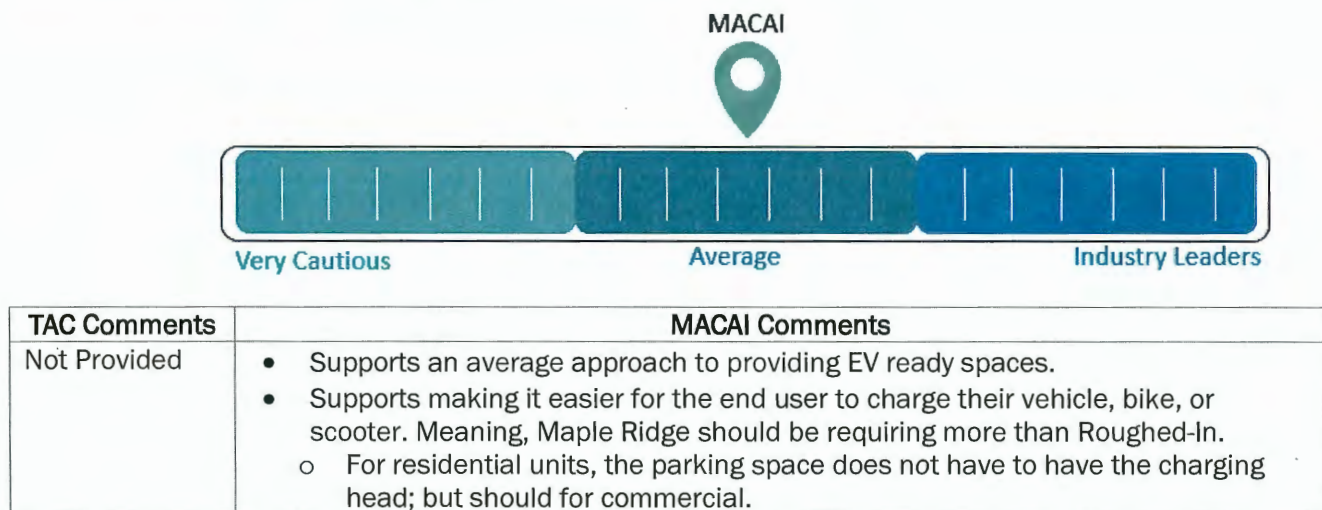 MACAI
Very Cautious
Average
Industry Leaders
TAC Comments
MACAI Comments
Not Provided
• Supports an average approach to providing EV ready spaces.
• Supports making it easier for the end user to charge their vehicle, bike, or
scooter. Meaning, Maple Ridge should be requiring more than Roughed-In.
o For residential units, the parking space does not have to have the charging
head; but should for commercial.